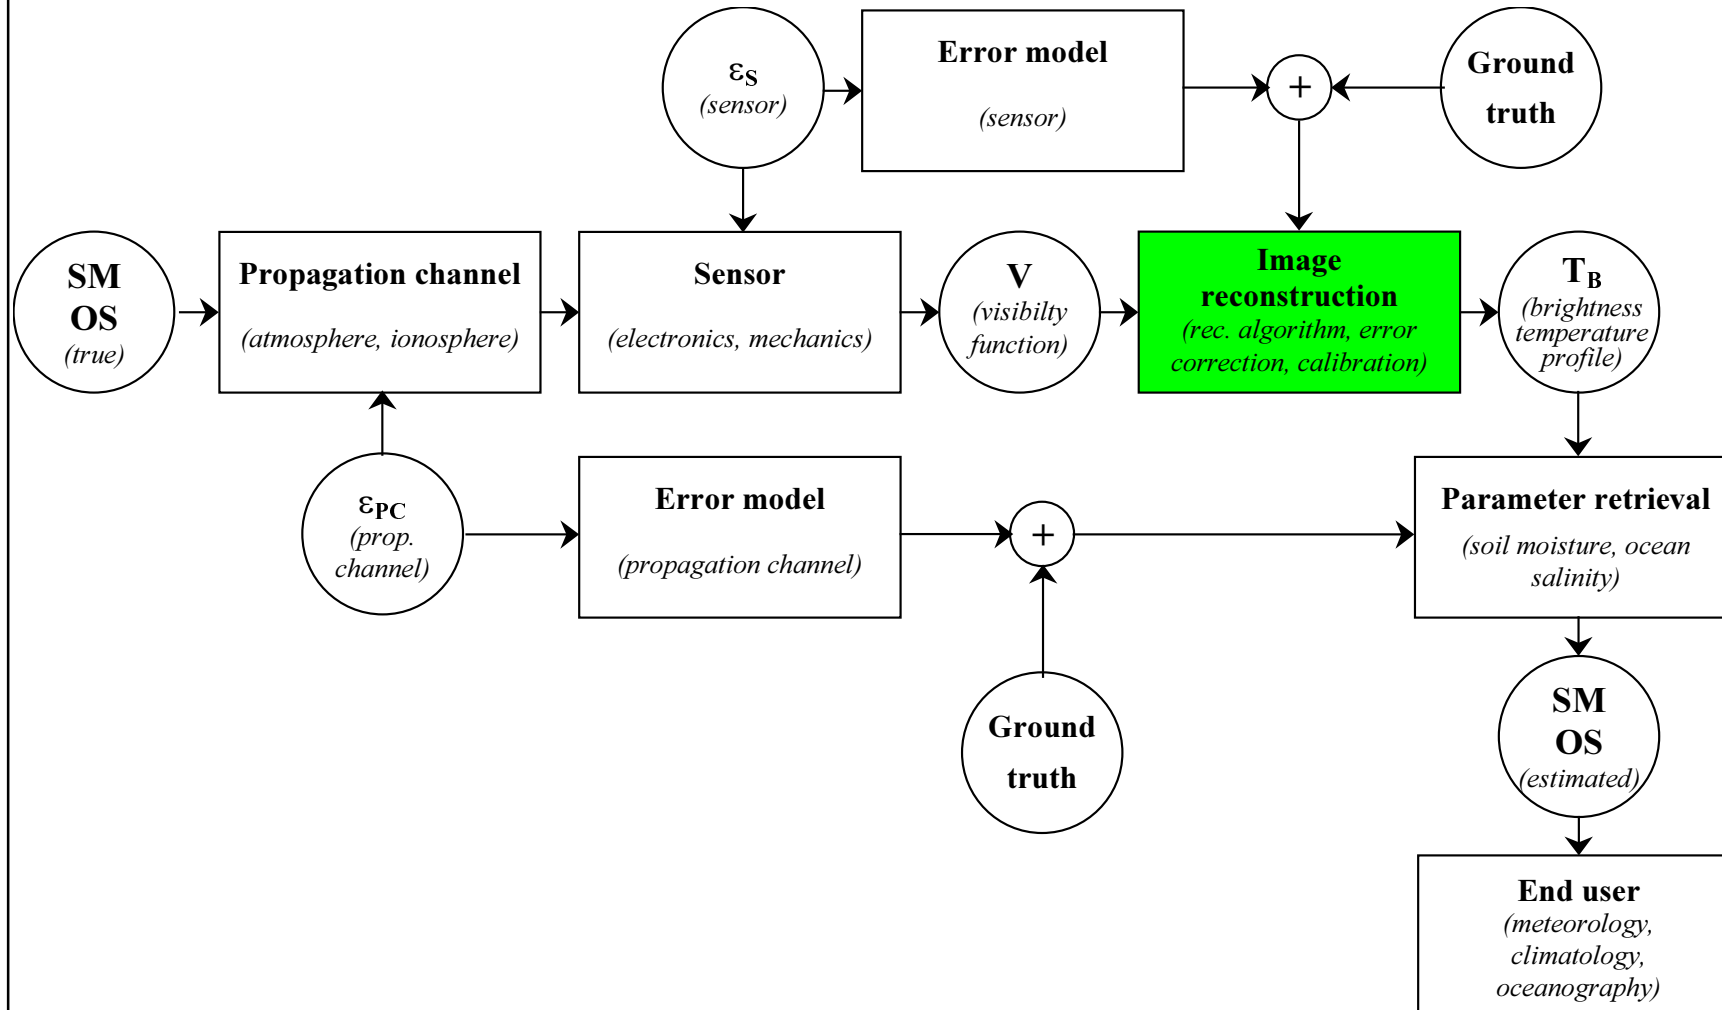 εS
(sensor)
Error model
(sensor)
+
Ground
truth
SM
OS
(true)
Propagation channel
(atmosphere, ionosphere)
Sensor
(electronics, mechanics)
V
(visibilty
function)
Image
reconstruction
(rec. algorithm, error
correction, calibration)
TB
(brightness
temperature
profile)
εPC
(prop.
channel)
Error model
(propagation channel)
+
Parameter retrieval
(soil moisture, ocean
salinity)
Ground
truth
SM
OS
(estimated)
End user
(meteorology,
climatology,
oceanography)